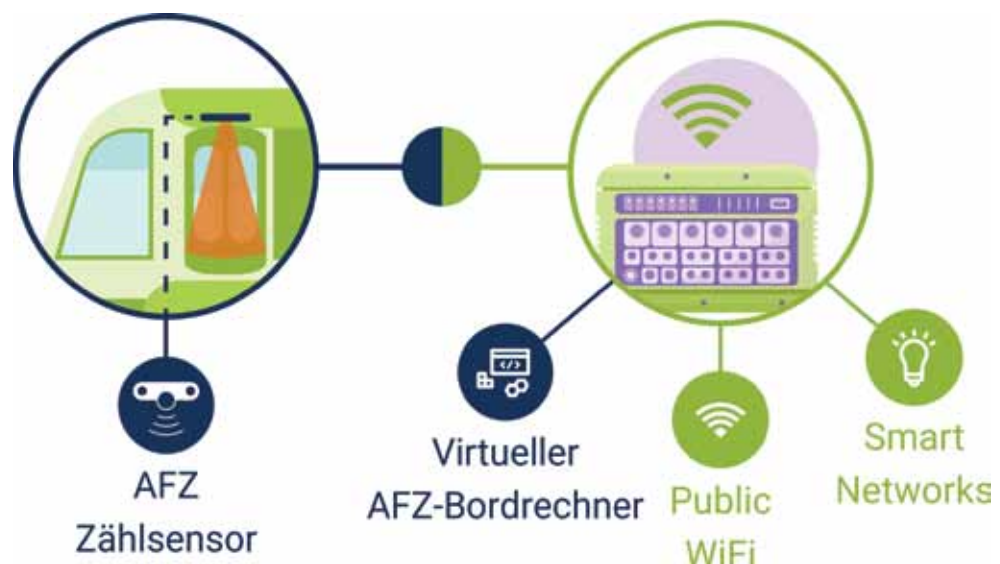 AFZ
Zählsensor
Virtueller
AFZ-Bordrechner
Public
WiFi
Smart
Networks